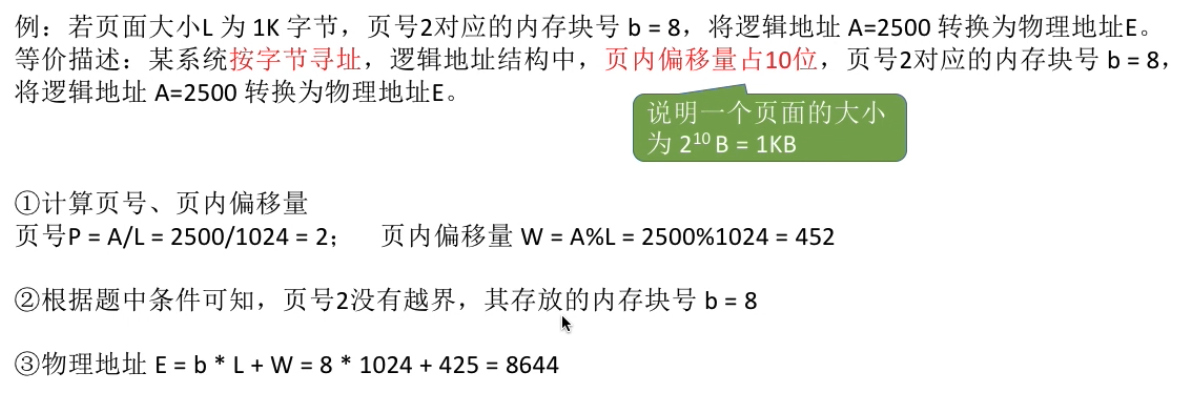 例：若页面大小L 为 1K 字节，页号2对应的内存块号 b = 8，将逻辑地址 A=2500 转换为物理地址E。
等价描述：某系统按字节寻址，逻辑地址结构中，页内偏移量占10位，页号2对应的内存块号 b = 8，
将逻辑地址 A=2500 转换为物理地址E。
说明一个页面的大小
为 2¹⁰ B = 1KB
①计算页号、页内偏移量
页号P = A/L = 2500/1024 = 2； 页内偏移量 W = A%L = 2500%1024 = 452
②根据题中条件可知，页号2没有越界，其存放的内存块号 b = 8
③物理地址 E = b * L + W = 8 * 1024 + 425 = 8644